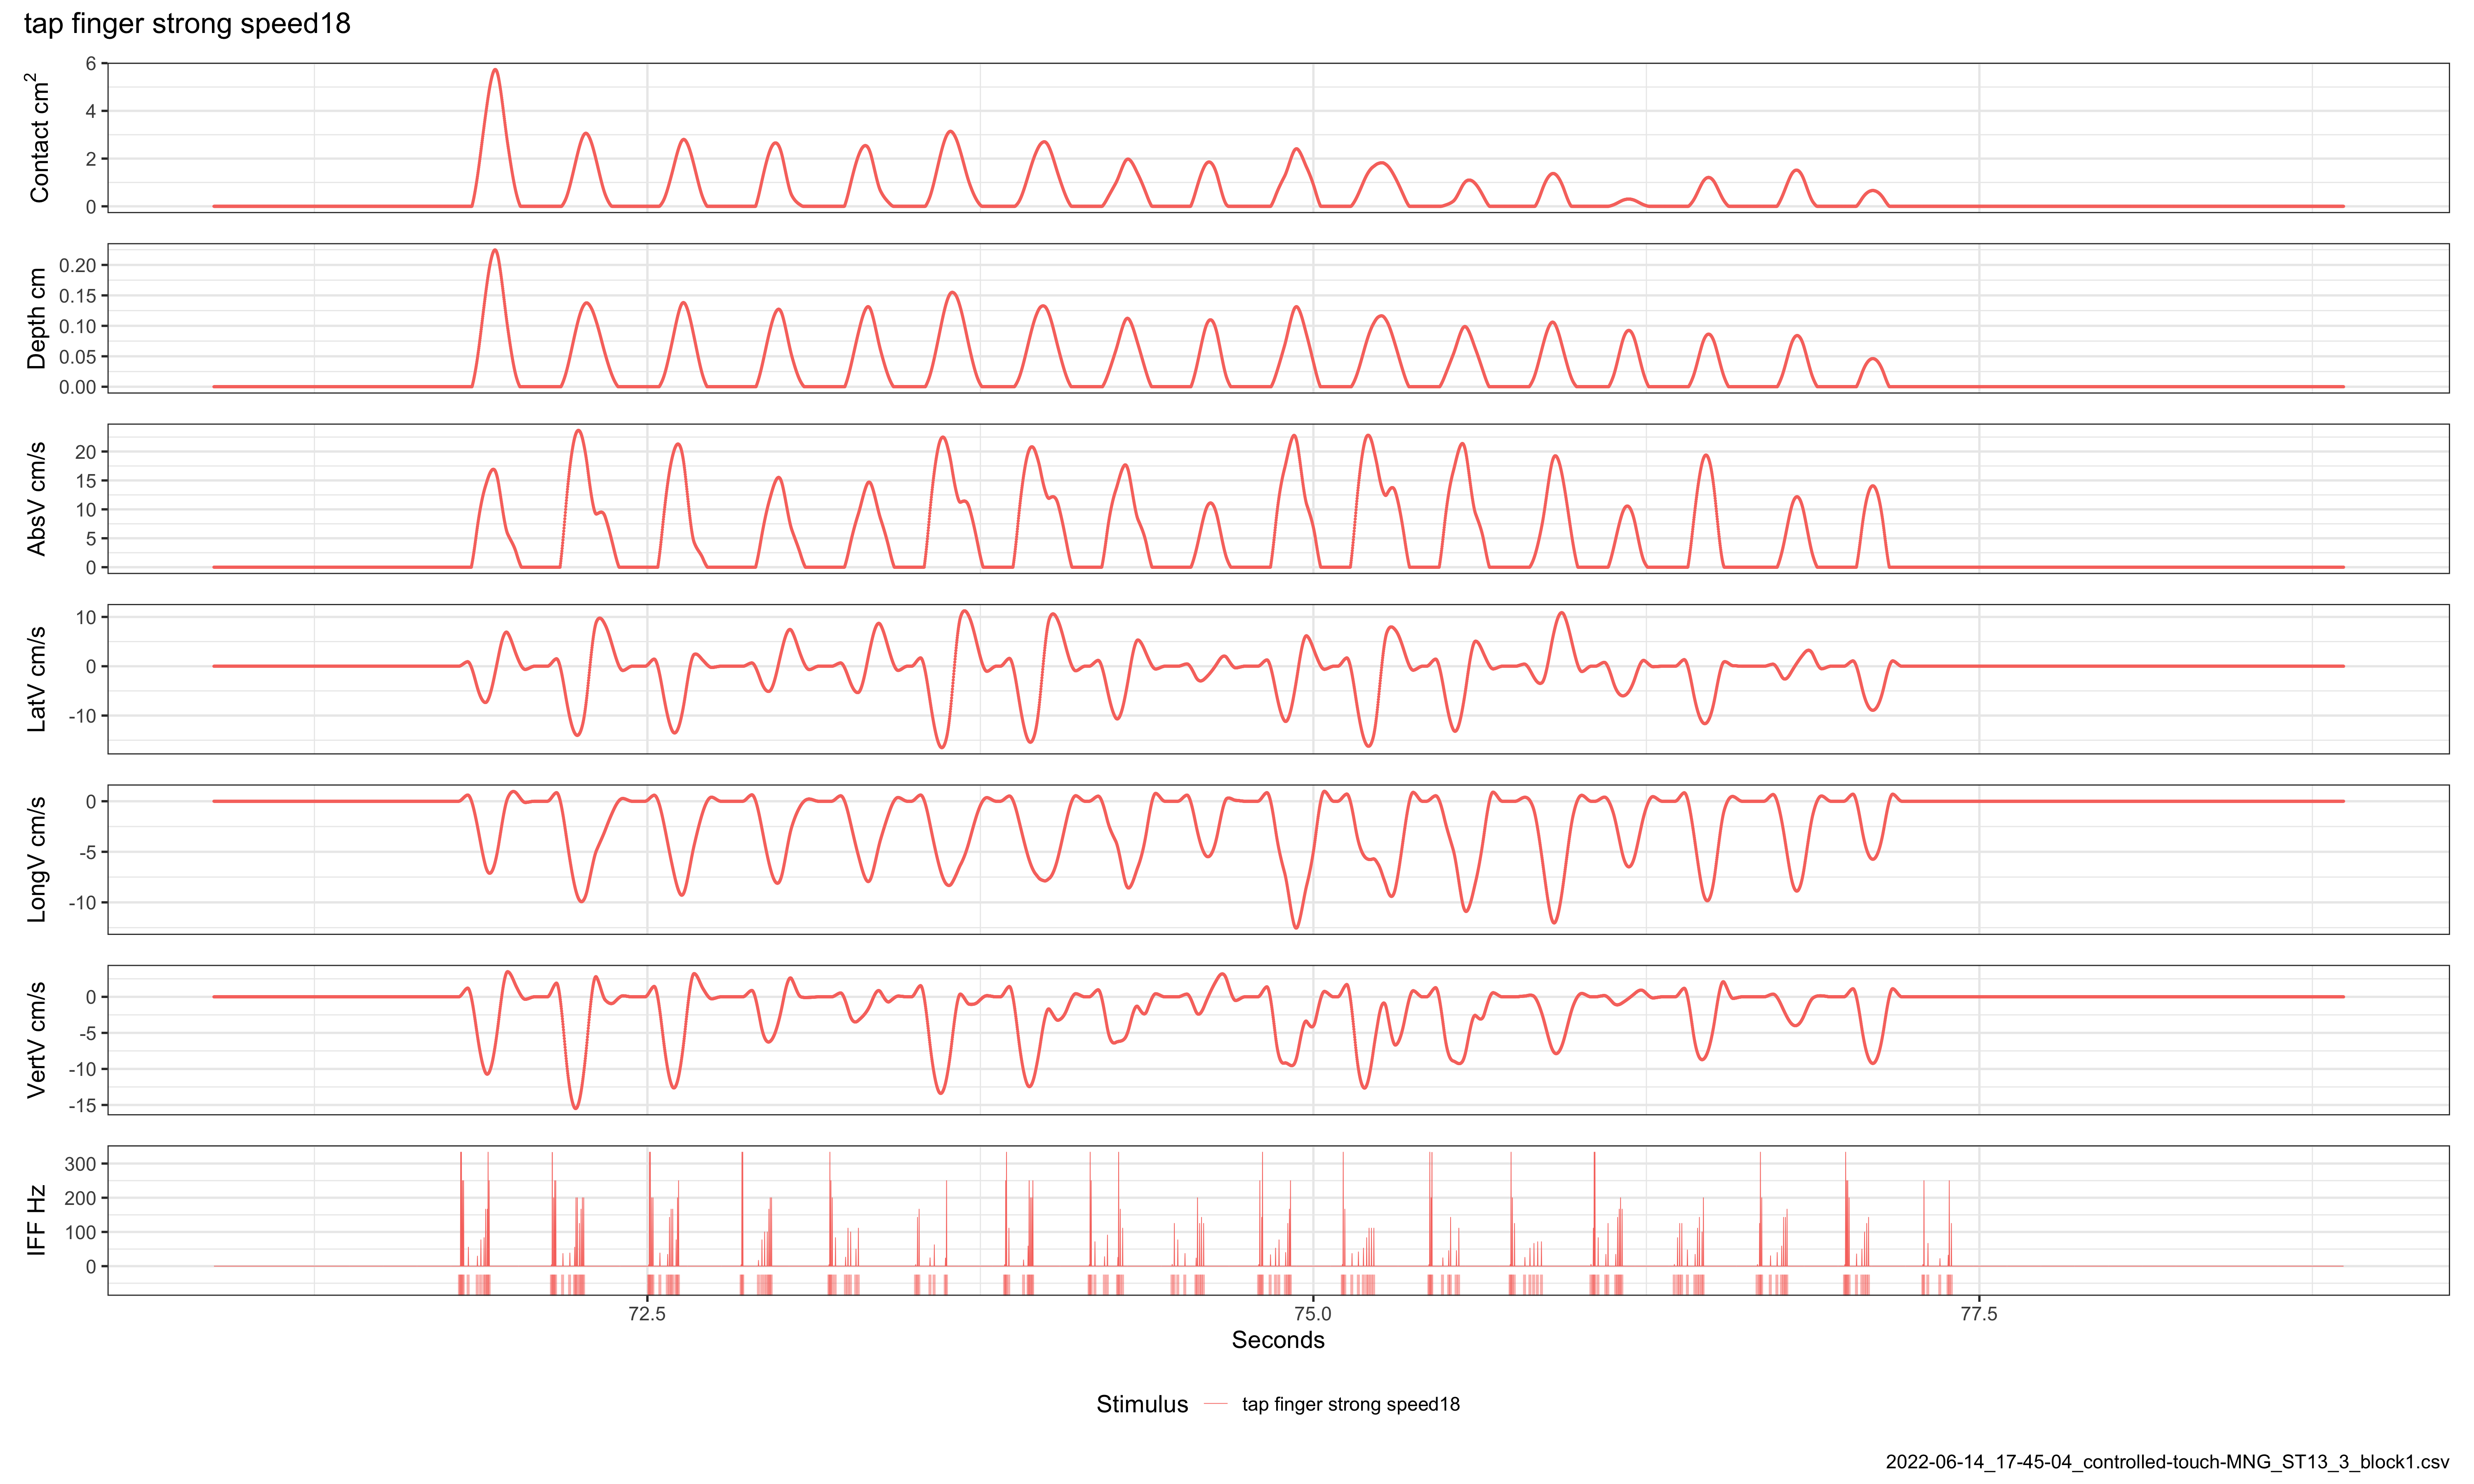 tap finger strong speed18
Contact cm²
6
4
2
0
Depth cm
0.20
0.15
0.10
0.05
0.00
AbsV cm/s
20
15
10
5
0
LatV cm/s
10
0
-10
LongV cm/s
0
-5
-10
VertV cm/s
0
-5
-10
-15
IFF Hz
300
200
100
0
72.5 75.0 77.5
Seconds
Stimulus tap finger strong speed18
2022-06-14_17-45-04_controlled-touch-MNG_ST13_3_block1.csv